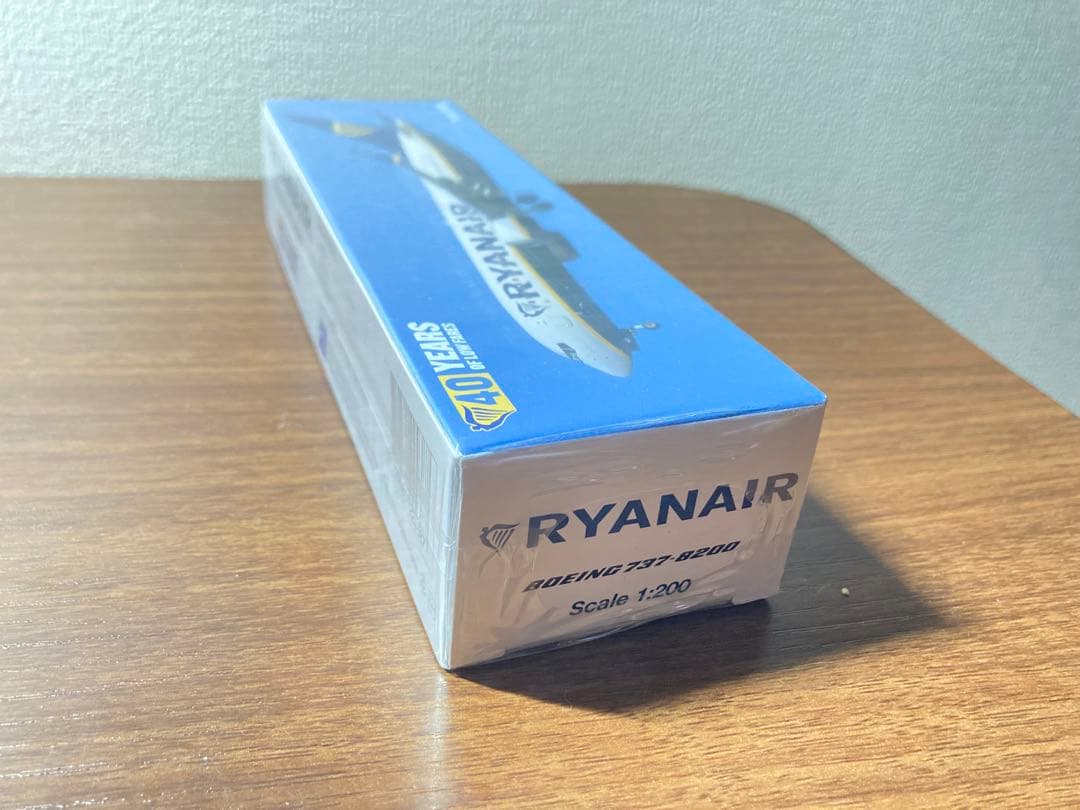 40 YEARS
OF LOW FARES
RYANAIR
RYANAIR
BOEING 737-8200
Scale 1:200